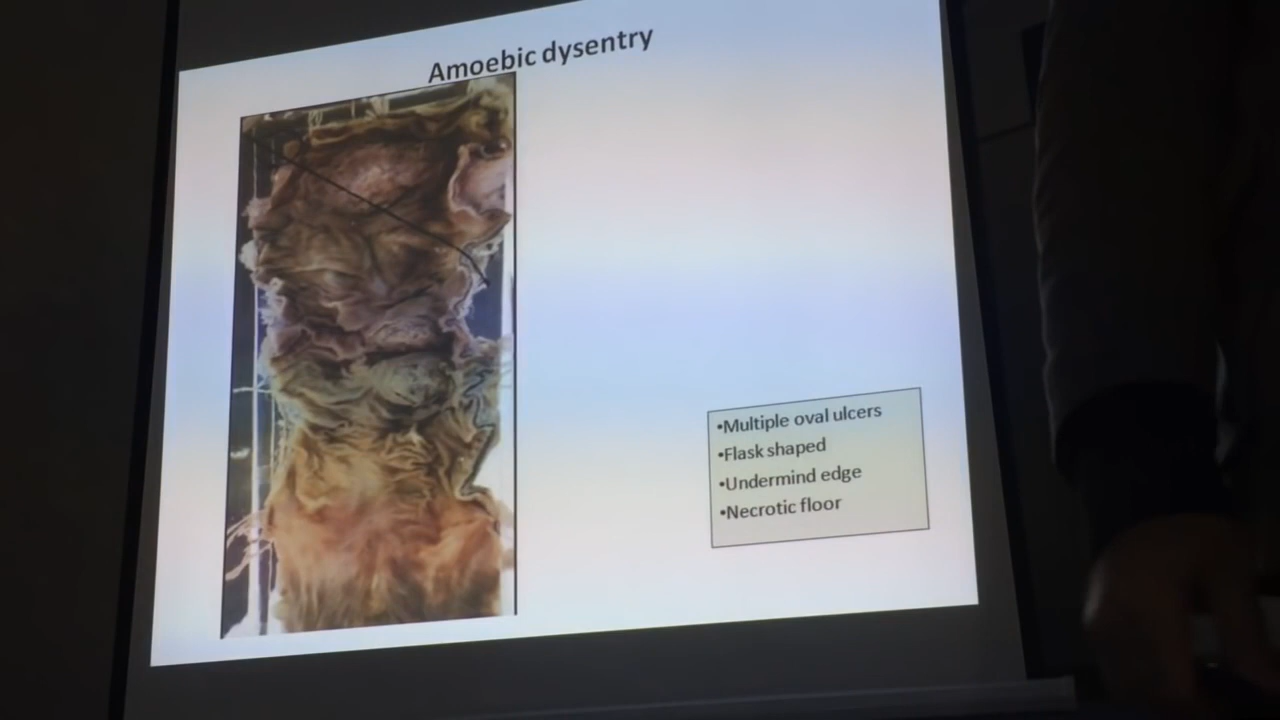 Amoebic dysentry
•Multiple oval ulcers
•Flask shaped
•Undermind edge
•Necrotic floor